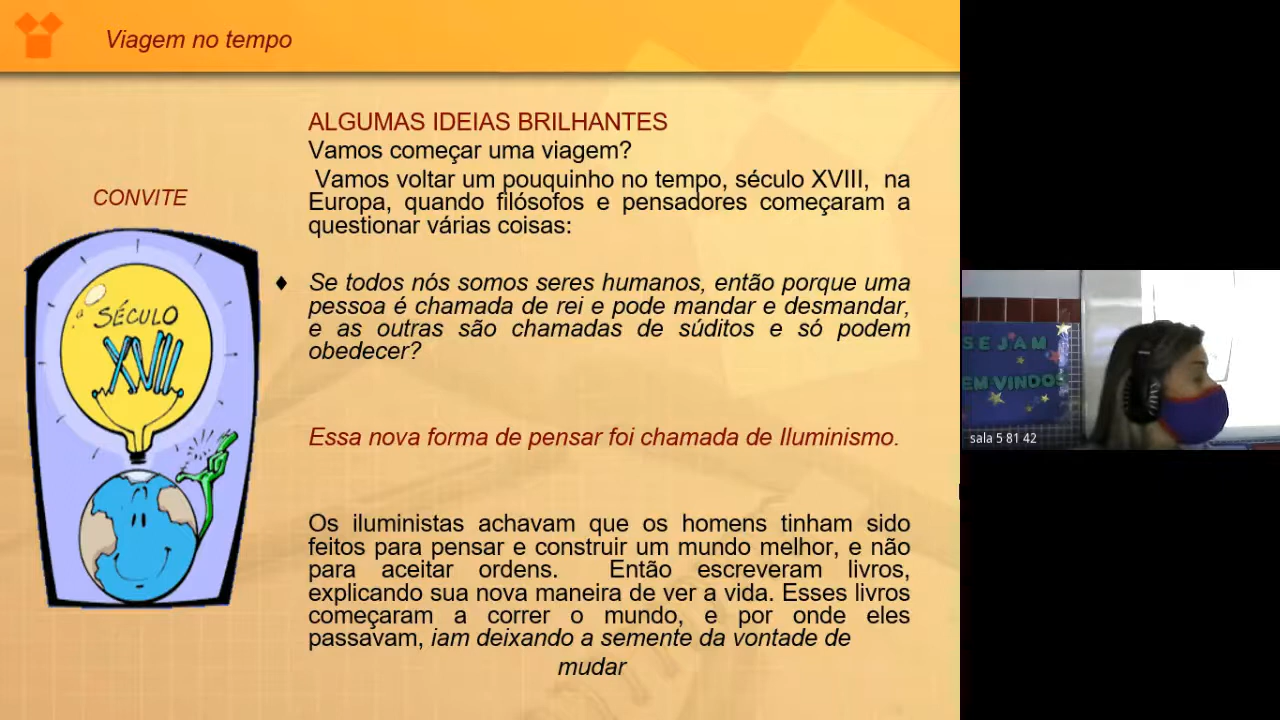 Viagem no tempo
ALGUMAS IDEIAS BRILHANTES
Vamos começar uma viagem?
Vamos voltar um pouquinho no tempo, século XVIII, na
Europa, quando filósofos e pensadores começaram a
questionar várias coisas:
CONVITE
SÉCULO
XVIII
Se todos nós somos seres humanos, então porque uma
pessoa é chamada de rei e pode mandar e desmandar,
e as outras são chamadas de súditos e só podem
obedecer?
Essa nova forma de pensar foi chamada de Iluminismo.
Os iluministas achavam que os homens tinham sido
feitos para pensar e construir um mundo melhor, e não
para aceitar ordens. Então escreveram livros,
explicando sua nova maneira de ver a vida. Esses livros
começaram a correr o mundo, e por onde eles
passavam, iam deixando a semente da vontade de
mudar
SEJAM
EM-VINDOS
sala 5 81 42